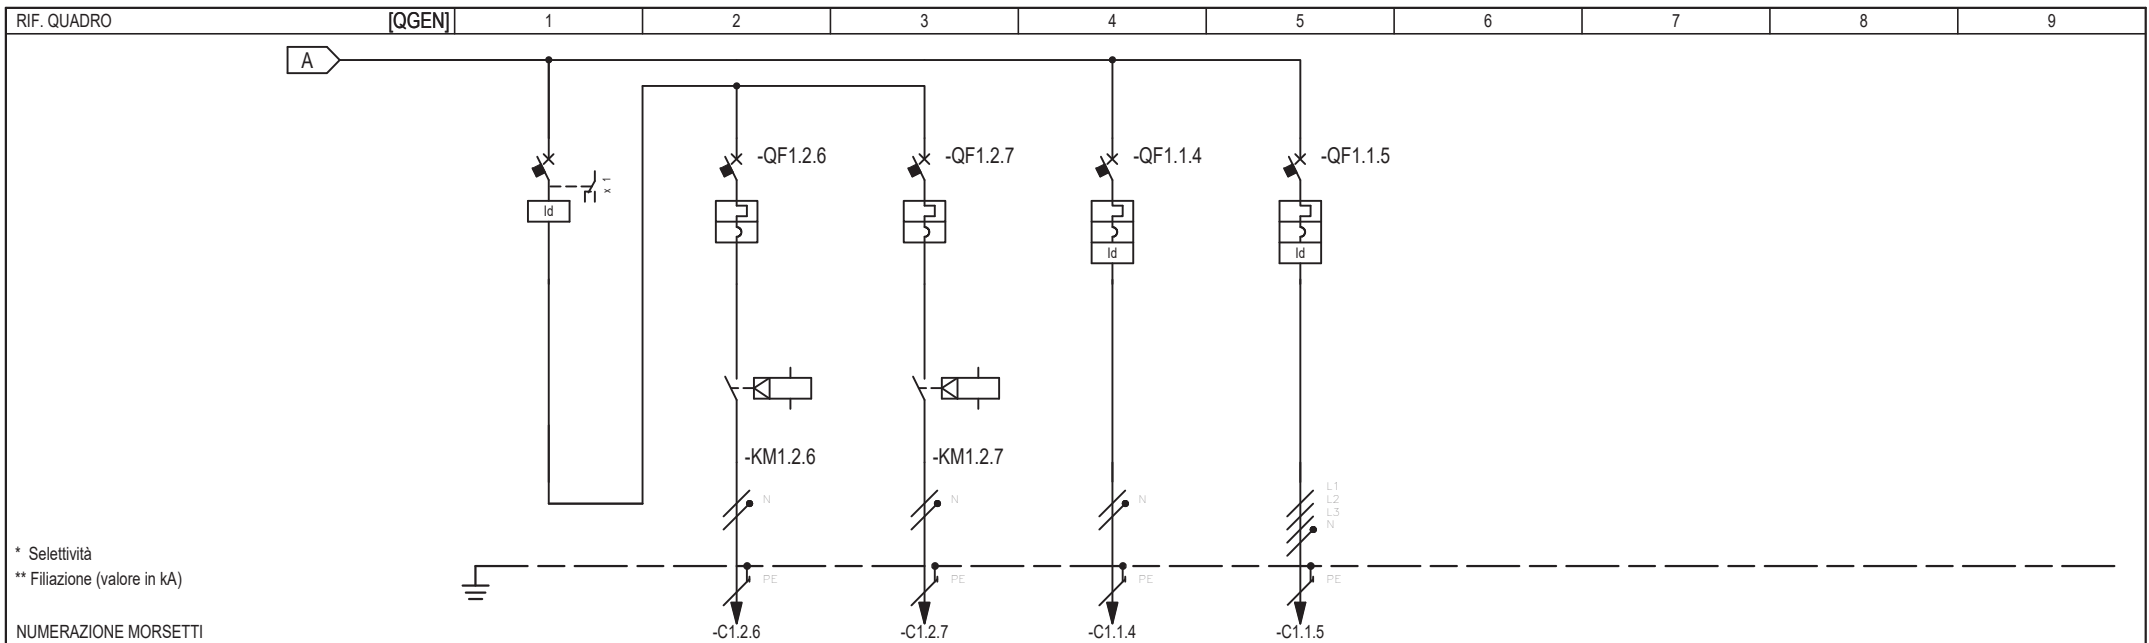 RIF. QUADRO [QGEN] 1 2 3 4 5 6 7 8 9
A
-QF1.2.6 -QF1.2.7 -QF1.1.4 -QF1.1.5
x 1
Id Id Id
-KM1.2.6 -KM1.2.7
N N N L1
L2
L3
N
* Selettività
** Filiazione (valore in kA)
PE PE PE PE
NUMERAZIONE MORSETTI -C1.2.6 -C1.2.7 -C1.1.4 -C1.1.5